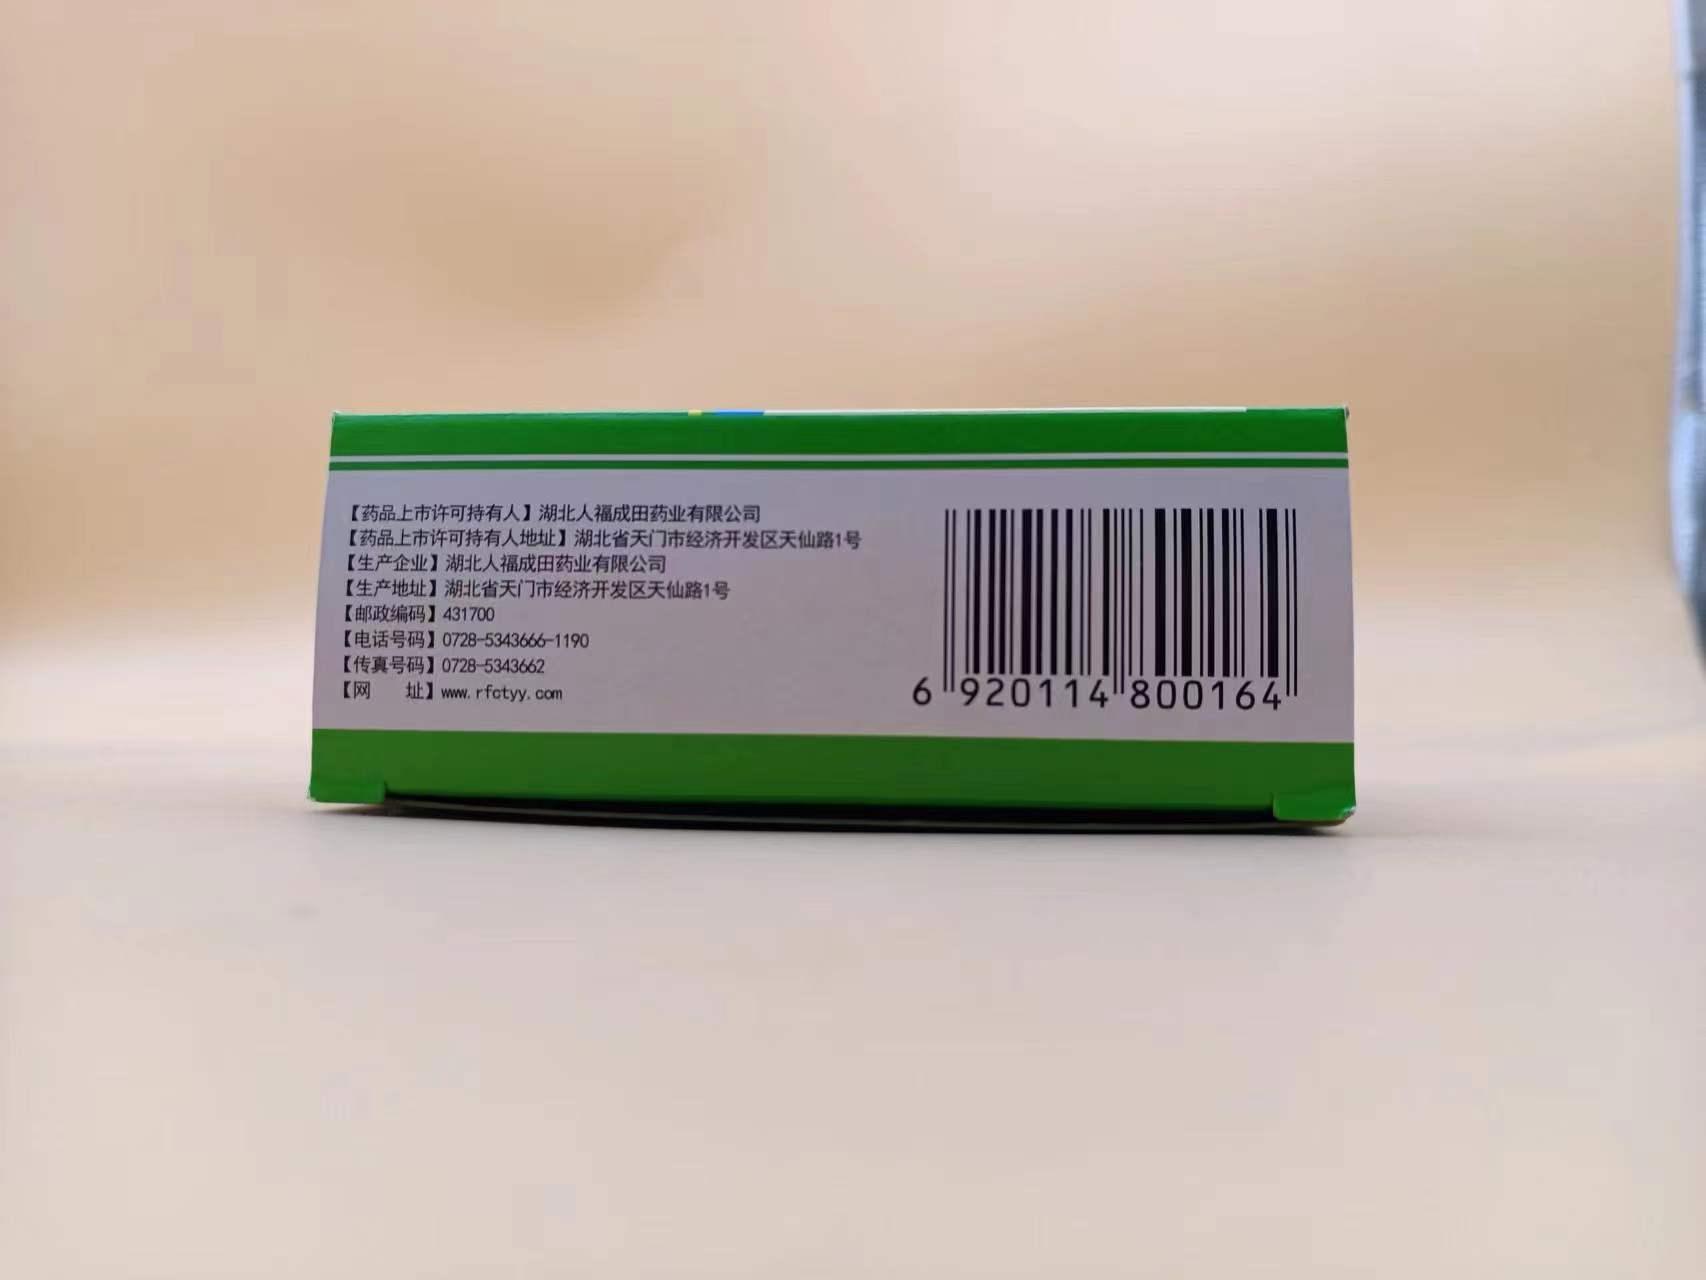 【药品上市许可持有人】湖北人福成田药业有限公司
【药品上市许可持有人地址】湖北省天门市经济开发区天仙路1号
【生产企业】湖北人福成田药业有限公司
【生产地址】湖北省天门市经济开发区天仙路1号
【邮政编码】431700
【电话号码】0728-5343666-1190
【传真号码】0728-5343662
【网　　址】www.rfctyy.com
6 920114 800164